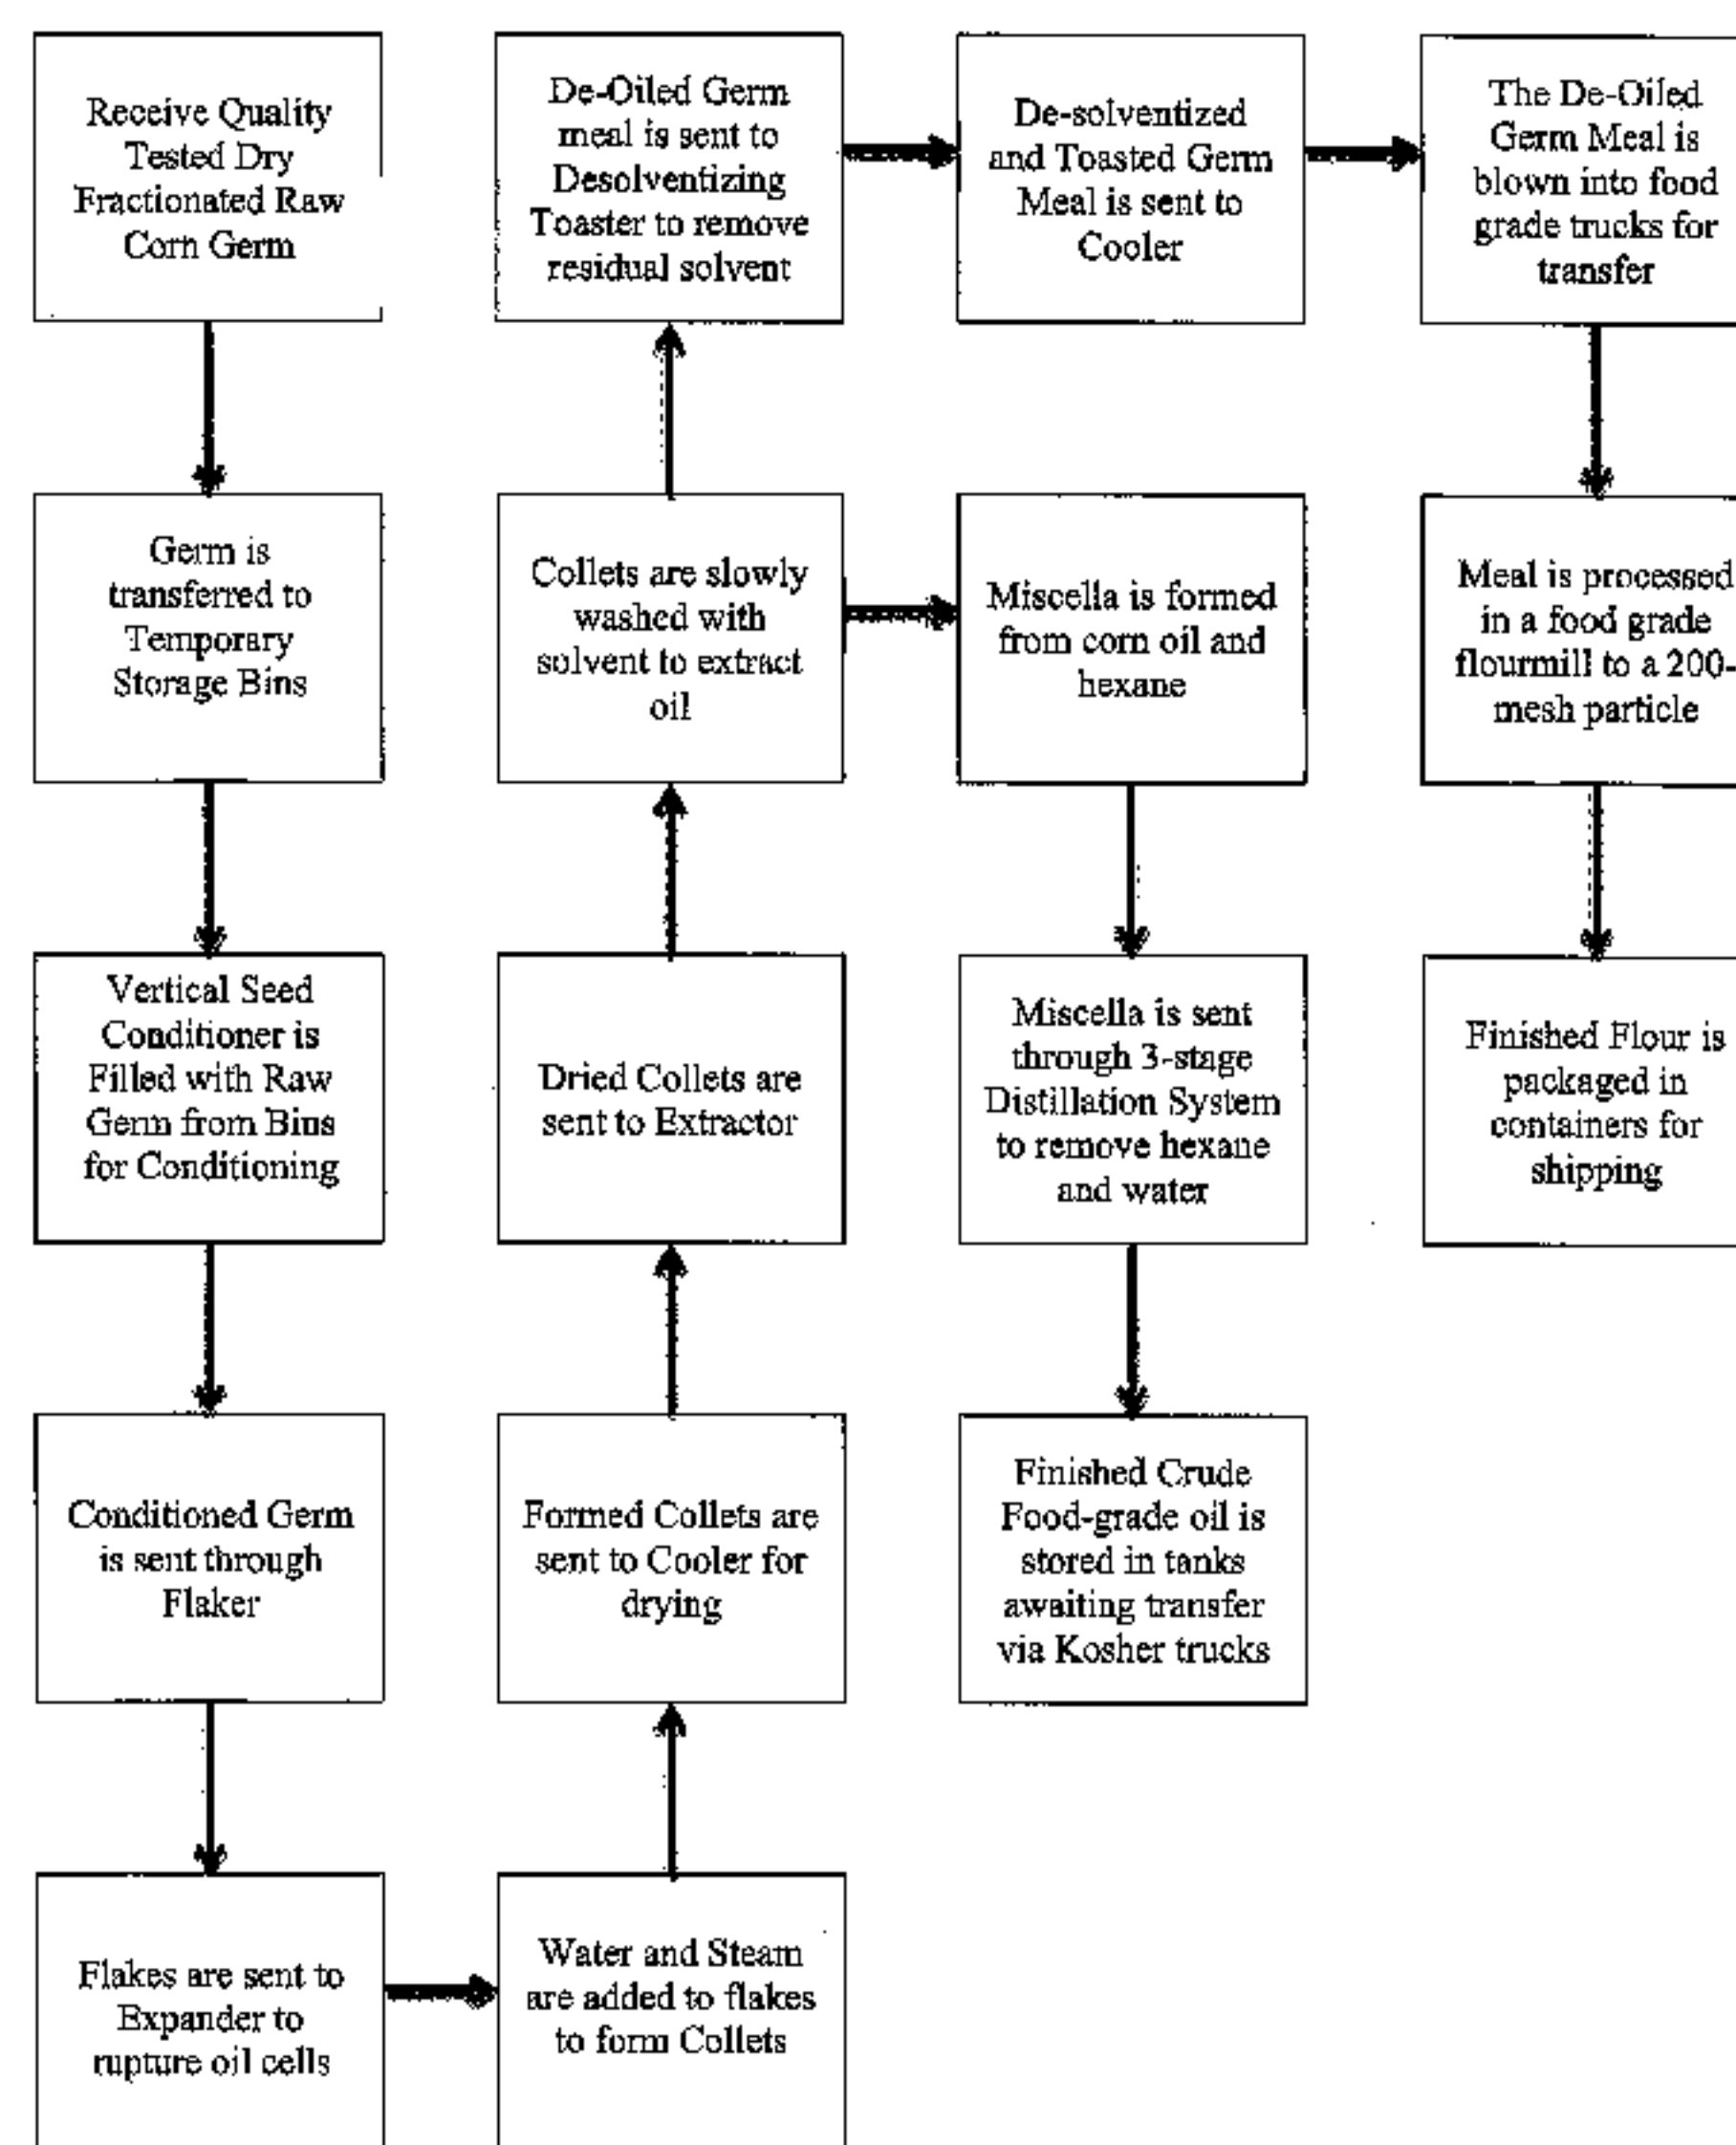 Receive Quality
Tested Dry
Fractionated Raw
Corn Germ
Germ is
transferred to
Temporary
Storage Bins
Vertical Seed
Conditioner is
Filled with Raw
Germ from Bins
for Conditioning
Conditioned Germ
is sent through
Flaker
Flakes are sent to
Expander to
rupture oil cells
Water and Steam
are added to flakes
to form Collets
Formed Collets are
sent to Cooler for
drying
Dried Collets are
sent to Extractor
Collets are slowly
washed with
solvent to extract
oil
De-Oiled Germ
meal is sent to
Desolventizing
Toaster to remove
residual solvent
De-solventized
and Toasted Germ
Meal is sent to
Cooler
The De-Oiled
Germ Meal is
blown into food
grade trucks for
transfer
Meal is processed
in a food grade
flourmill to a 200-
mesh particle
Finished Flour is
packaged in
containers for
shipping
Miscella is formed
from corn oil and
hexane
Miscella is sent
through 3-stage
Distillation System
to remove hexane
and water
Finished Crude
Food-grade oil is
stored in tanks
awaiting transfer
via Kosher trucks